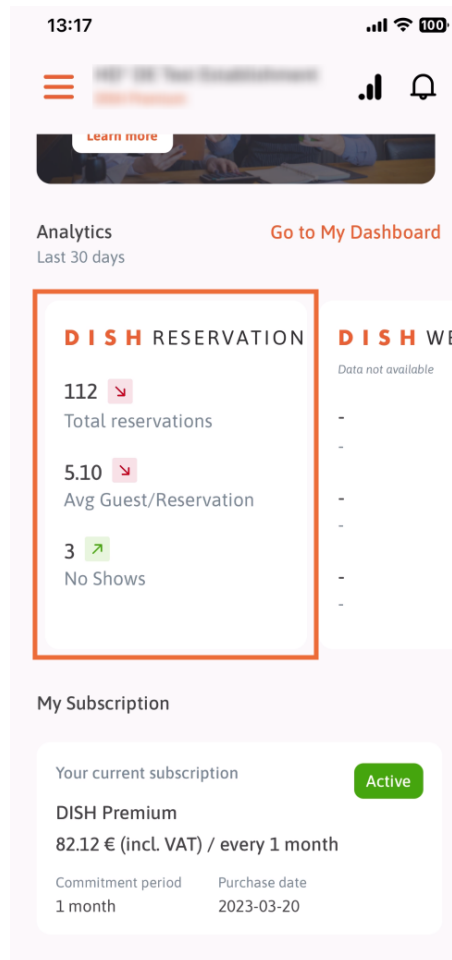 13:17
100
Learn more
Analytics
Go to My Dashboard
Last 30 days
DISH RESERVATION
112
Total reservations
5.10
Avg Guest/Reservation
3
No Shows
DISH WE
Data not available
-
-
-
-
-
-
My Subscription
Your current subscription
Active
DISH Premium
82.12 € (incl. VAT) / every 1 month
Commitment period
Purchase date
1 month
2023-03-20